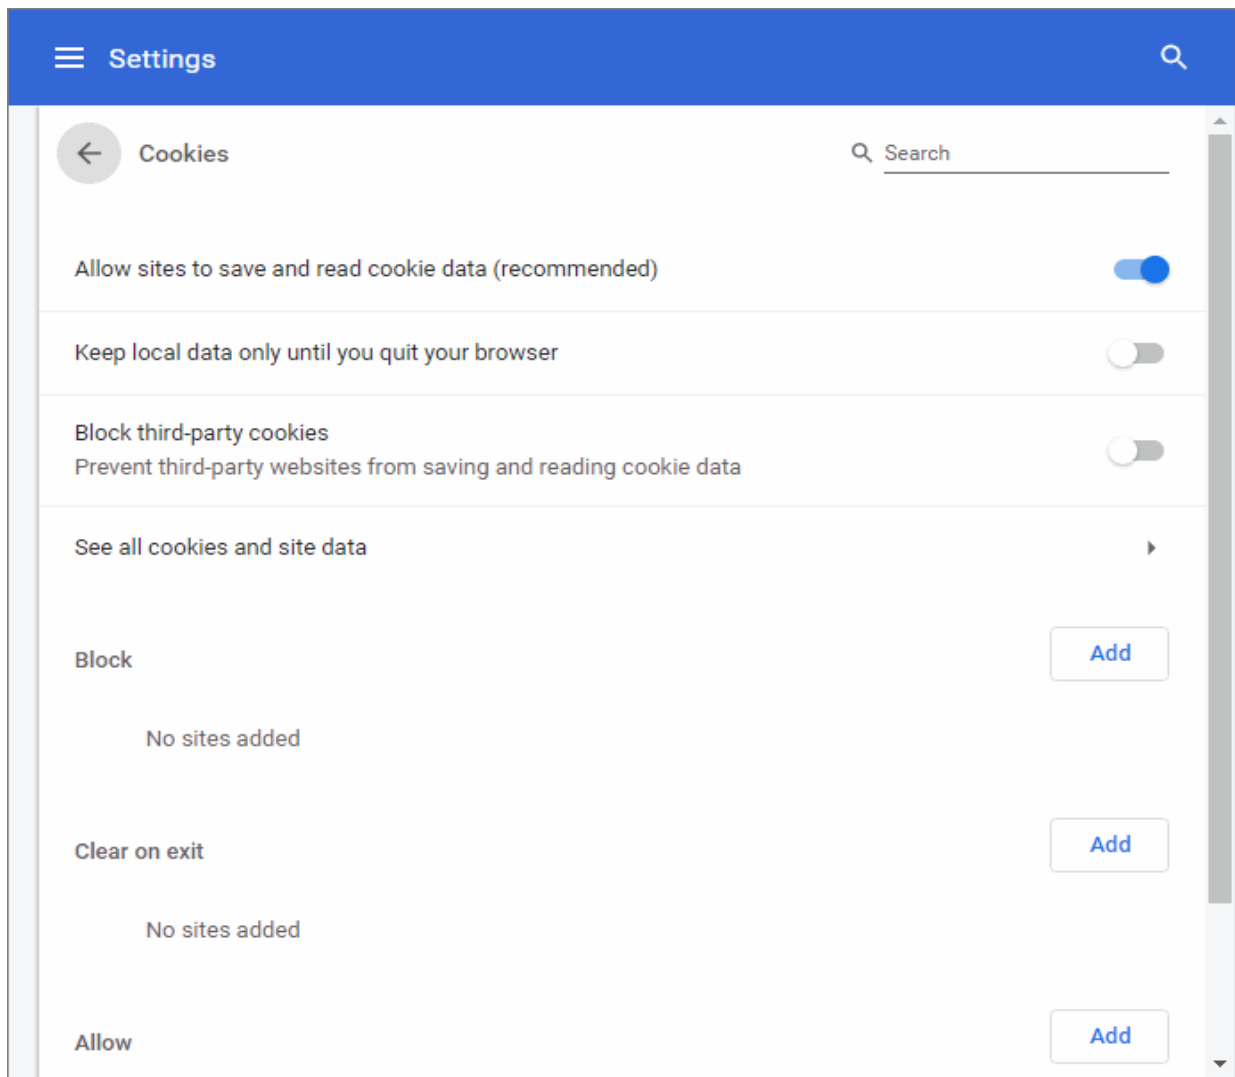 Settings
Cookies
Search
Allow sites to save and read cookie data (recommended)
Keep local data only until you quit your browser
Block third-party cookies
Prevent third-party websites from saving and reading cookie data
See all cookies and site data
Block
Add
No sites added
Clear on exit
Add
No sites added
Allow
Add